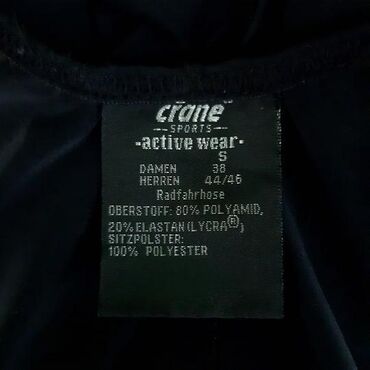 crane
SPORTS
-active wear-
S
DAMEN 38
HERREN 44/46
Radfahrhose
OBERSTOFF: 80% POLYAMID,
20% ELASTAN (LYCRA®)
SITZPOLSTER:
100% POLYESTER